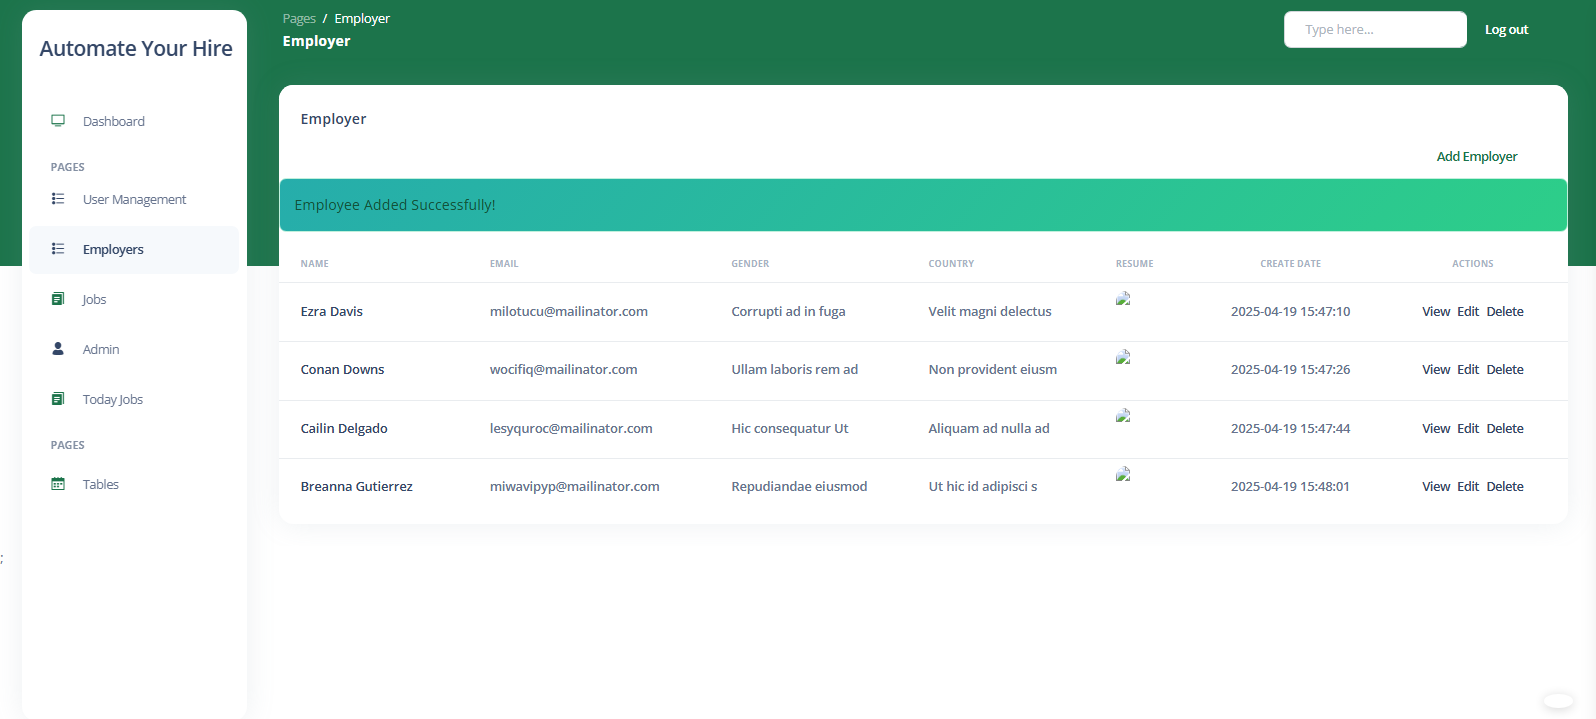 Automate Your Hire
Dashboard
PAGES
User Management
Employers
Jobs
Admin
Today Jobs
PAGES
Tables
;
Pages / Employer
Employer
Type here...
Log out
Employer
Add Employer
Employee Added Successfully!
NAME EMAIL GENDER COUNTRY RESUME CREATE DATE ACTIONS
Ezra Davis milotucu@mailinator.com Corrupti ad in fuga Velit magni delectus 2025-04-19 15:47:10 View Edit Delete
Conan Downs wocifiq@mailinator.com Ullam laboris rem ad Non provident eiusm 2025-04-19 15:47:26 View Edit Delete
Cailin Delgado lesyquroc@mailinator.com Hic consequatur Ut Aliquam ad nulla ad 2025-04-19 15:47:44 View Edit Delete
Breanna Gutierrez miwavipyp@mailinator.com Repudiandae eiusmod Ut hic id adipisci s 2025-04-19 15:48:01 View Edit Delete